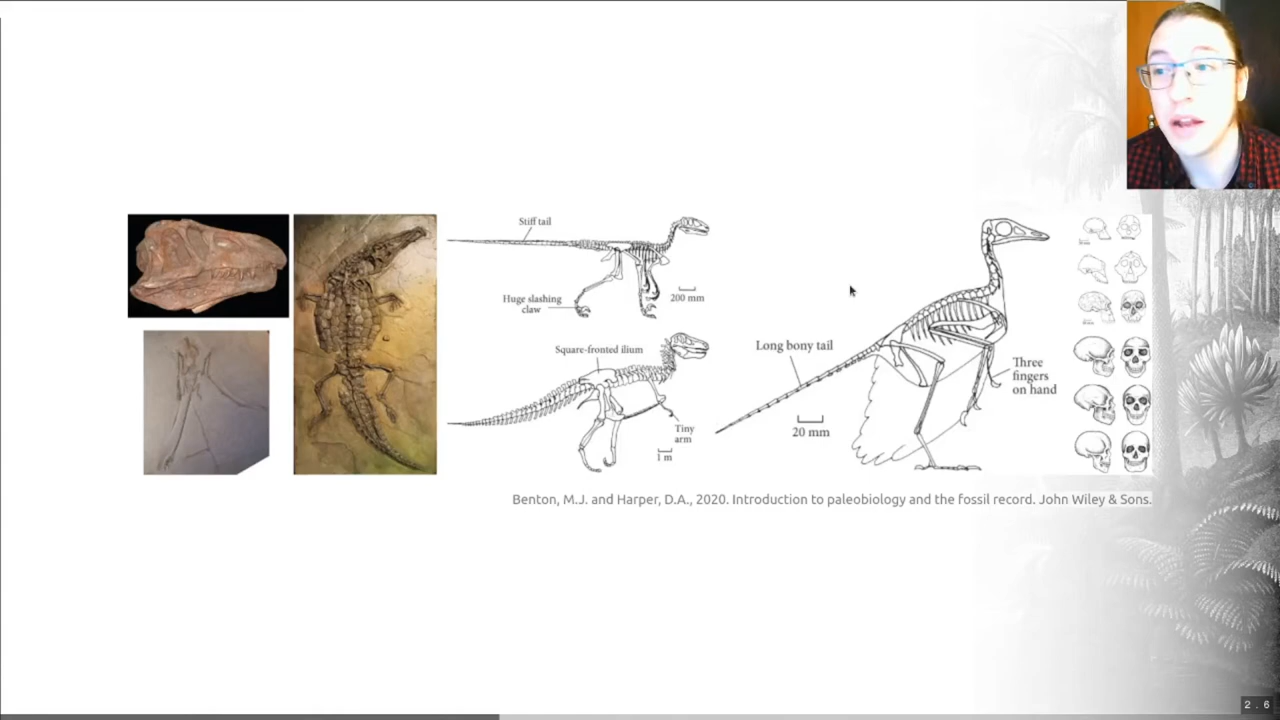 Stiff tail
200 mm
Huge slashing
claw
Square-fronted ilium
Tiny
arm
1 m
Long bony tail
20 mm
Three
fingers
on hand
Benton, M.J. and Harper, D.A., 2020. Introduction to paleobiology and the fossil record. John Wiley & Sons.
2 . 6